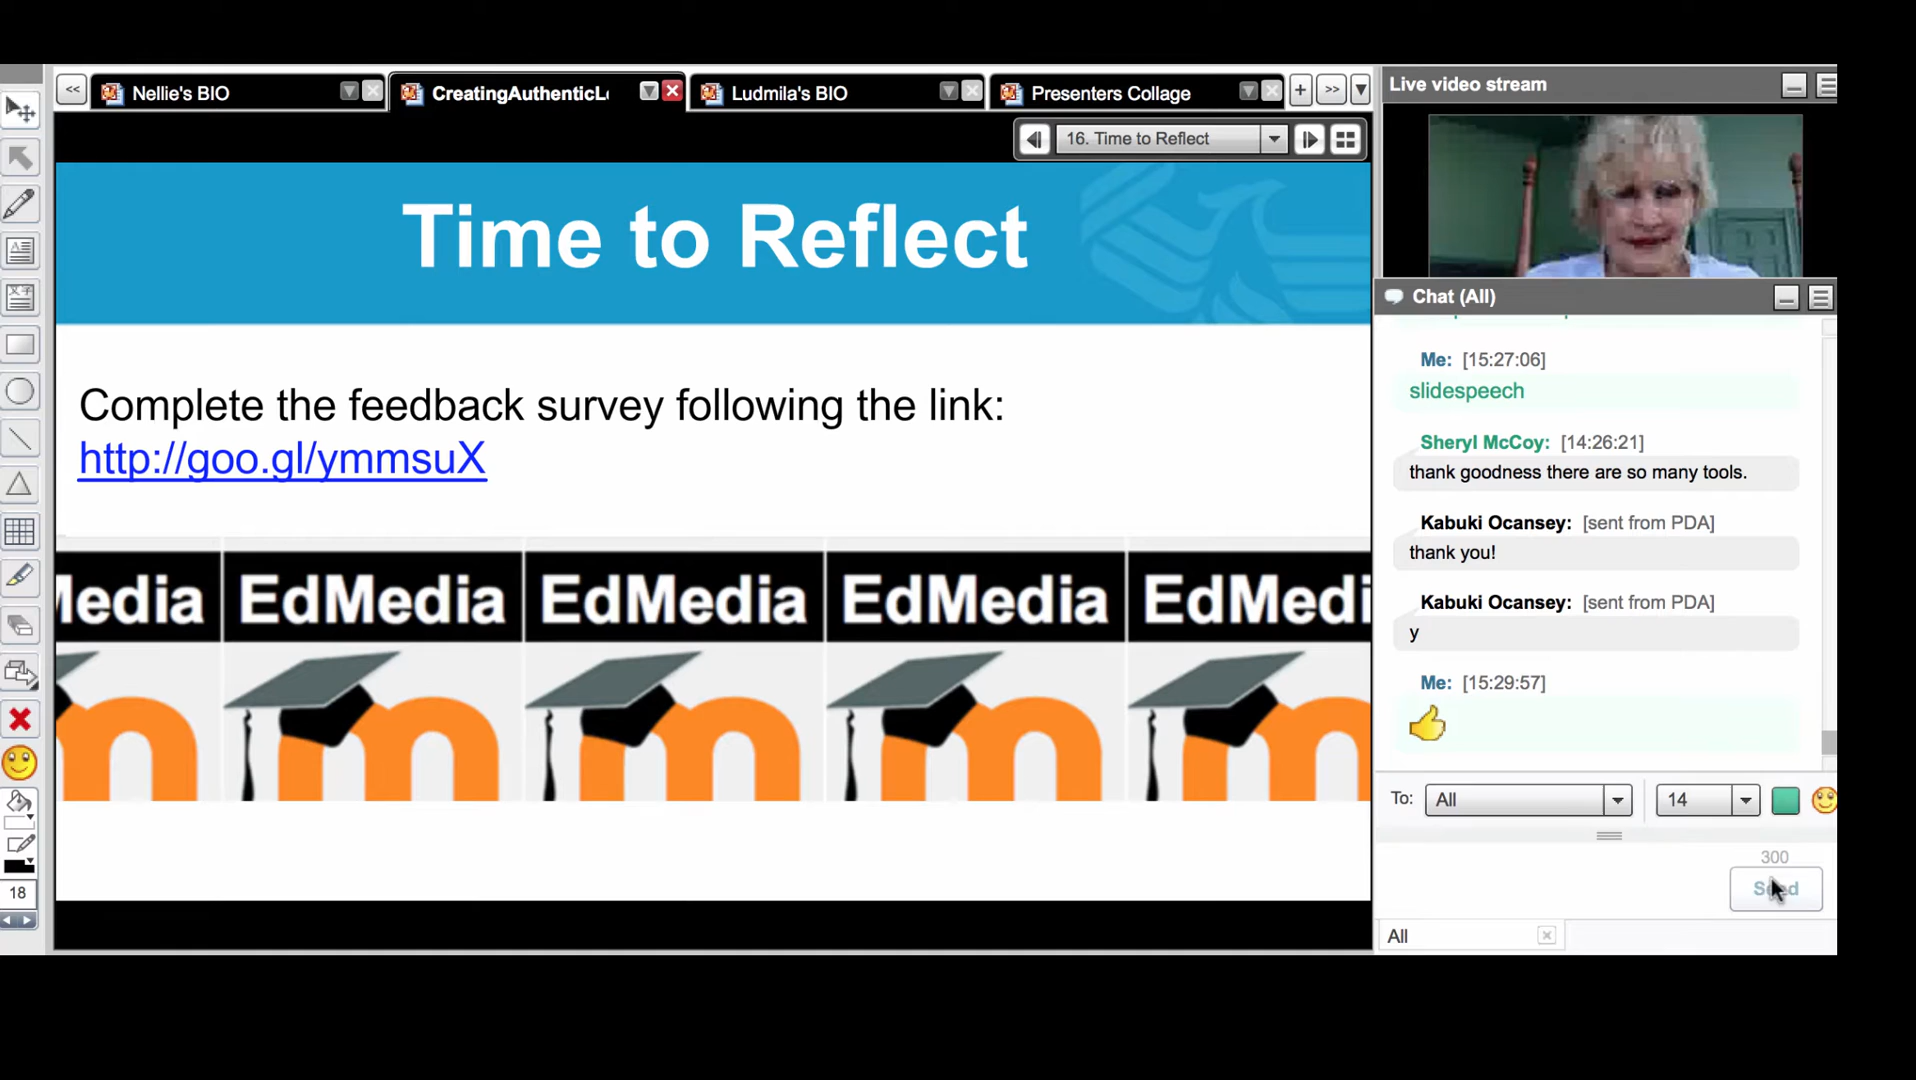 <<
Nellie's BIO
CreatingAuthenticLe
Ludmila's BIO
Presenters Collage
+
>>
Live video stream
16. Time to Reflect
Time to Reflect
Complete the feedback survey following the link:
http://goo.gl/ymmsuX
Media EdMedia EdMedia EdMedia EdMedi
m m m m
Chat (All)
Me: [15:27:06]
slidespeech
Sheryl McCoy: [14:26:21]
thank goodness there are so many tools.
Kabuki Ocansey: [sent from PDA]
thank you!
Kabuki Ocansey: [sent from PDA]
y
Me: [15:29:57]
To: All 14
300
Send
All
18